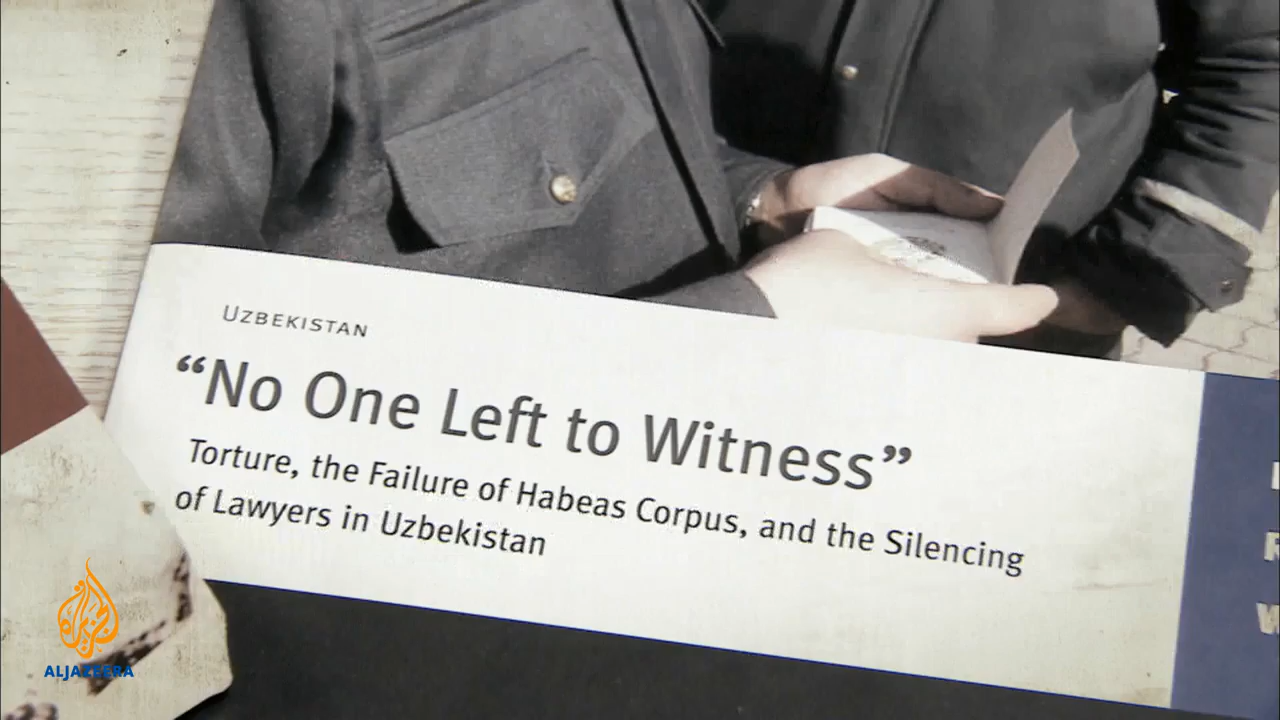 UZBEKISTAN
“No One Left to Witness”
Torture, the Failure of Habeas Corpus, and the Silencing
of Lawyers in Uzbekistan
ALJAZEERA